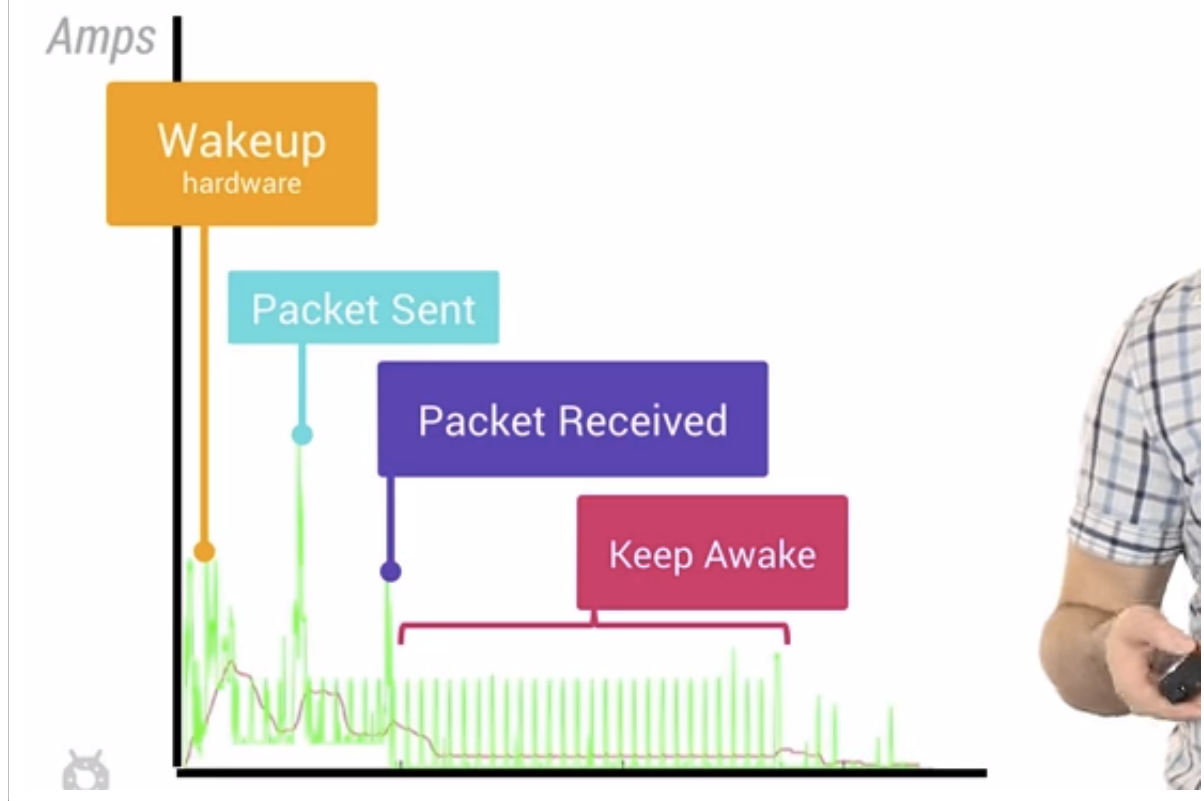 Amps
Wakeup
hardware
Packet Sent
Packet Received
Keep Awake